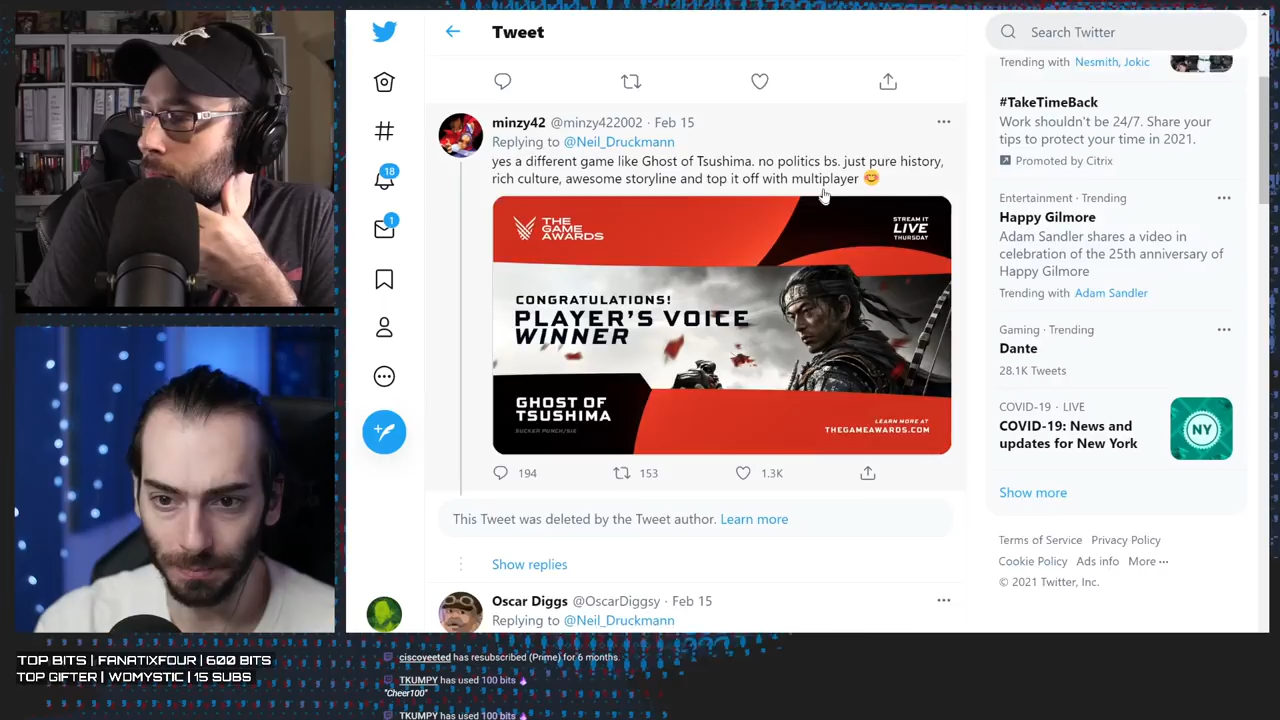 Tweet
minzy42 @minzy422002 · Feb 15
Replying to @Neil_Druckmann
yes a different game like Ghost of Tsushima. no politics bs. just pure history,
rich culture, awesome storyline and top it off with multiplayer
THE
GAME
AWARDS
STREAM IT
LIVE
THURSDAY
CONGRATULATIONS!
PLAYER'S VOICE
WINNER
GHOST OF
TSUSHIMA
SUCKER PUNCH/SIE
LEARN MORE AT
THEGAMEAWARDS.COM
194 153 1.3K
This Tweet was deleted by the Tweet author. Learn more
Show replies
Oscar Diggs @OscarDiggsy · Feb 15
Replying to @Neil_Druckmann
18
1
Search Twitter
Trending with Nesmith, Jokic
#TakeTimeBack
Work shouldn't be 24/7. Share your
tips to protect your time in 2021.
Promoted by Citrix
Entertainment · Trending
Happy Gilmore
Adam Sandler shares a video in
celebration of the 25th anniversary of
Happy Gilmore
Trending with Adam Sandler
Gaming · Trending
Dante
28.1K Tweets
COVID-19 · LIVE
COVID-19: News and
updates for New York
NY
Show more
Terms of Service Privacy Policy
Cookie Policy Ads info More ···
© 2021 Twitter, Inc.
TOP BITS | FANATIXFOUR | 600 BITS
TOP GIFTER | WDMYSTIC | 15 SUBS
ciscoveeted has resubscribed (Prime) for 6 months.
TKUMPY has used 100 bits
"Cheer100"
TKUMPY has used 100 bits